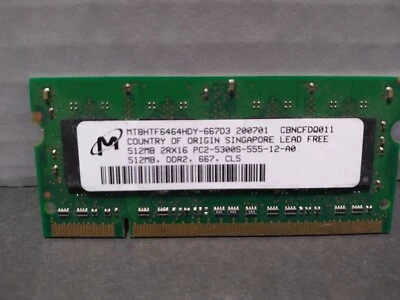 MT8HTF6464HDY-667D3 200701 CBNCFDQ011
COUNTRY OF ORIGIN SINGAPORE LEAD FREE
512MB 2RX16 PC2-5300S-555-12-A0
512MB, DDR2, 667, CL5